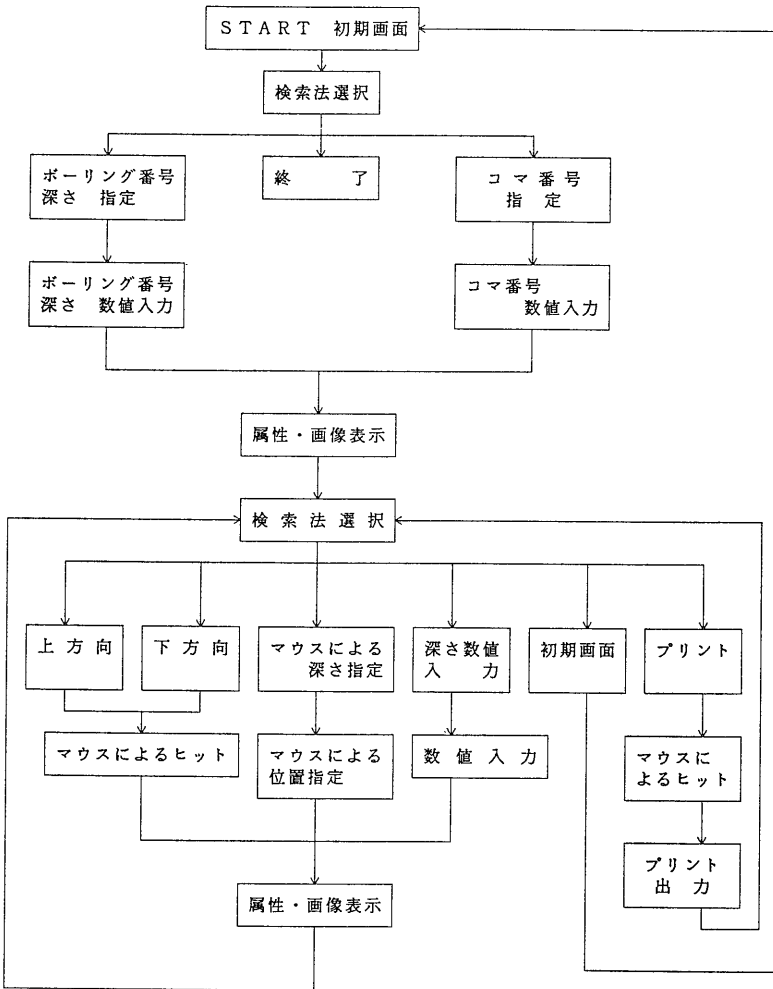 START 初期画面
検索法選択
ボーリング番号
深さ 指定
終 了
コマ番号
指 定
ボーリング番号
深さ 数値入力
コマ番号
数値入力
属性・画像表示
検索法選択
上方向
下方向
マウスによる
深さ指定
深さ数値
入 力
初期画面
プリント
マウスによるヒット
マウスによる
位置指定
数値入力
マウスに
よるヒット
プリント
出 力
属性・画像表示